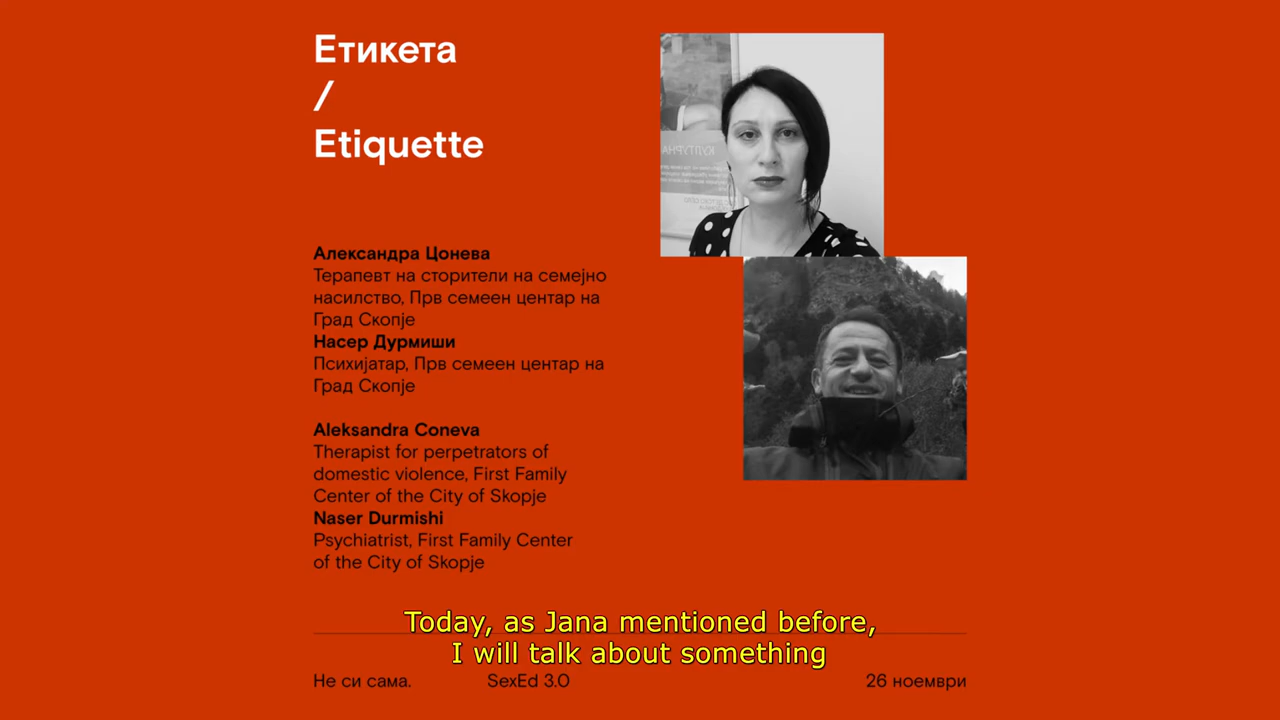 Етикета
/
Etiquette
Александра Цонева
Терапевт на сторители на семејно
насилство, Прв семеен центар на
Град Скопје
Насер Дурмиши
Психијатар, Прв семеен центар на
Град Скопје
Aleksandra Coneva
Therapist for perpetrators of
domestic violence, First Family
Center of the City of Skopje
Naser Durmishi
Psychiatrist, First Family Center
of the City of Skopje
Today, as Jana mentioned before,
I will talk about something
Не си сама.
SexEd 3.0
26 ноември